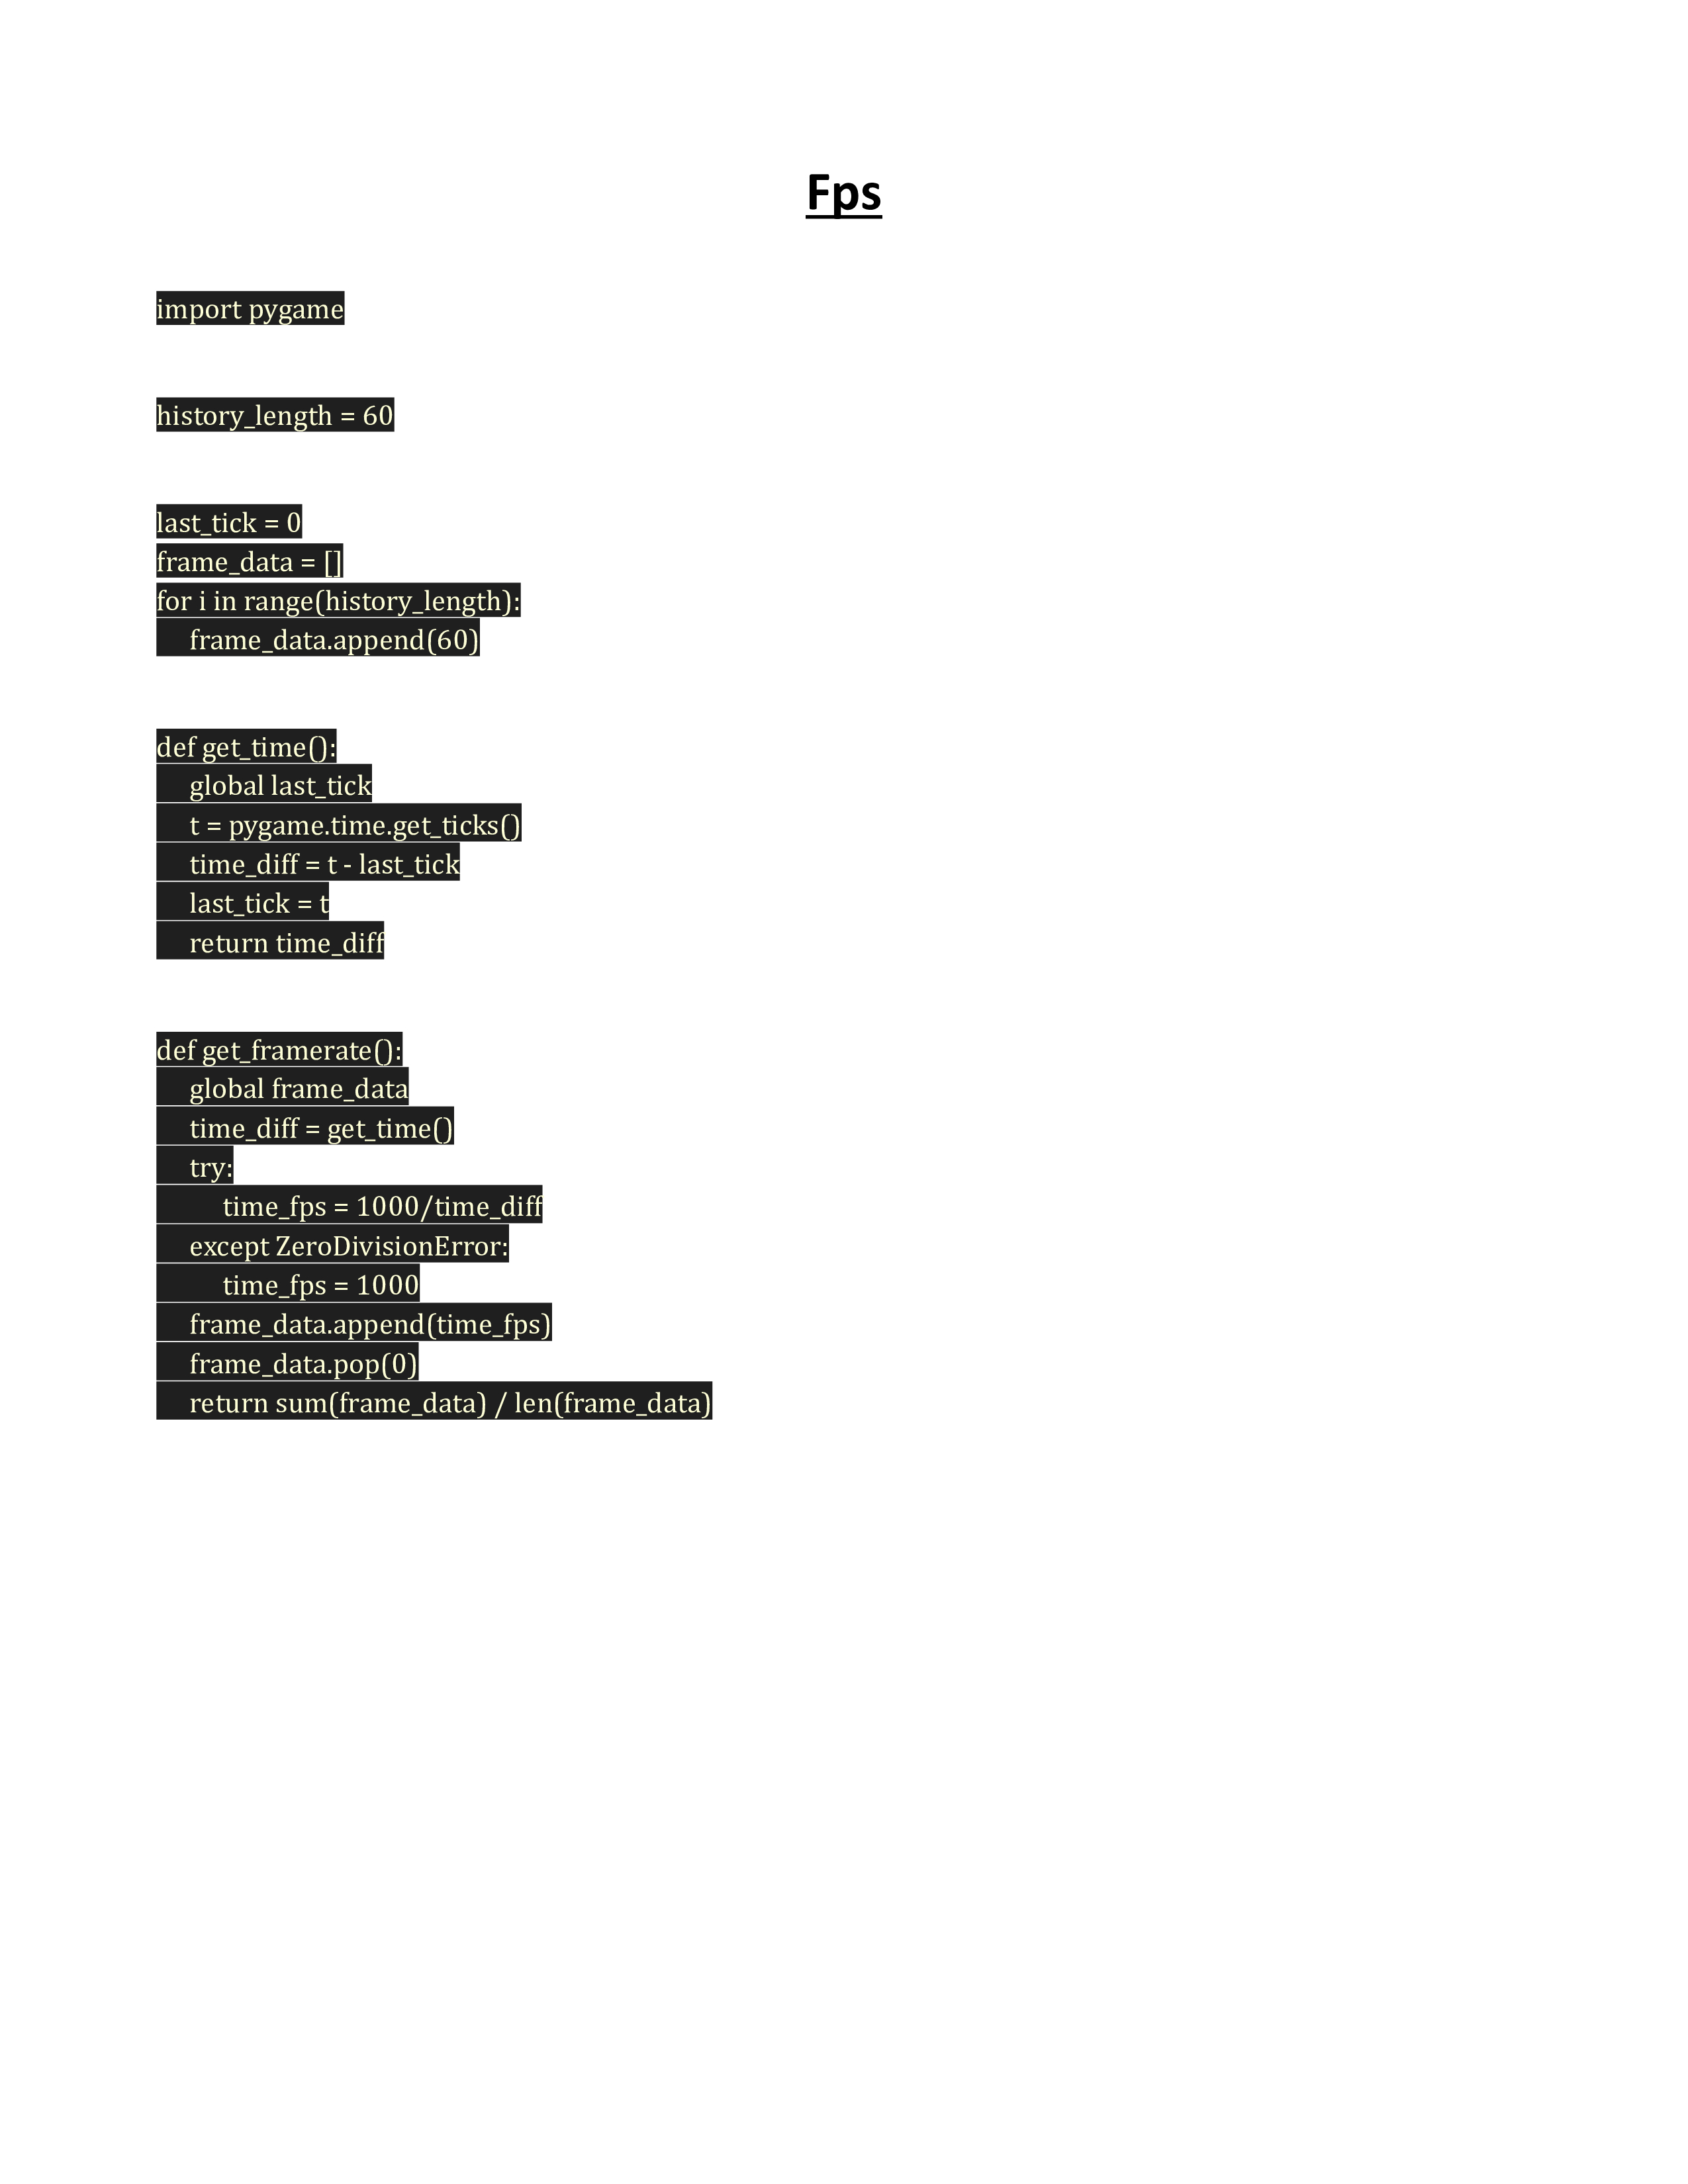 Fps
import pygame
history_length = 60
last_tick = 0
frame_data = []
for i in range(history_length):
    frame_data.append(60)
def get_time():
    global last_tick
    t = pygame.time.get_ticks()
    time_diff = t - last_tick
    last_tick = t
    return time_diff
def get_framerate():
    global frame_data
    time_diff = get_time()
    try:
        time_fps = 1000/time_diff
    except ZeroDivisionError:
        time_fps = 1000
    frame_data.append(time_fps)
    frame_data.pop(0)
    return sum(frame_data) / len(frame_data)